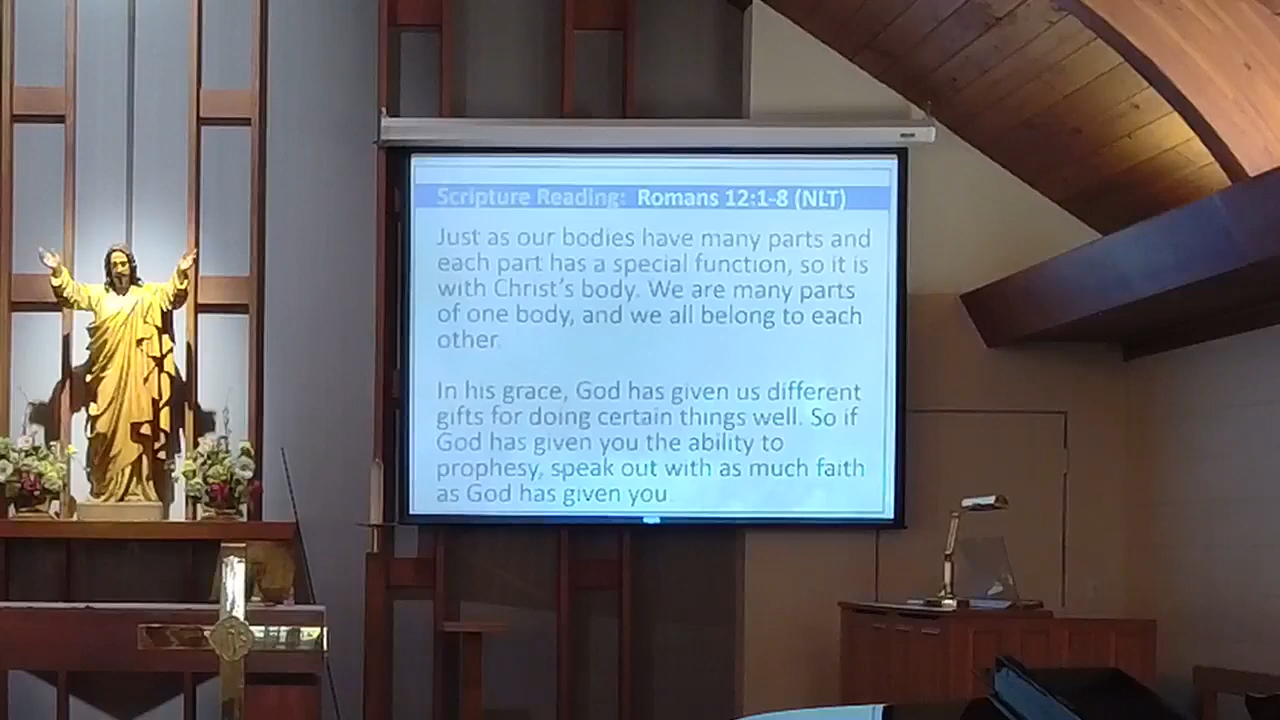 Scripture Reading: Romans 12:1-8 (NLT)
Just as our bodies have many parts and
each part has a special function, so it is
with Christ's body. We are many parts
of one body, and we all belong to each
other.
In his grace, God has given us different
gifts for doing certain things well. So if
God has given you the ability to
prophesy, speak out with as much faith
as God has given you.